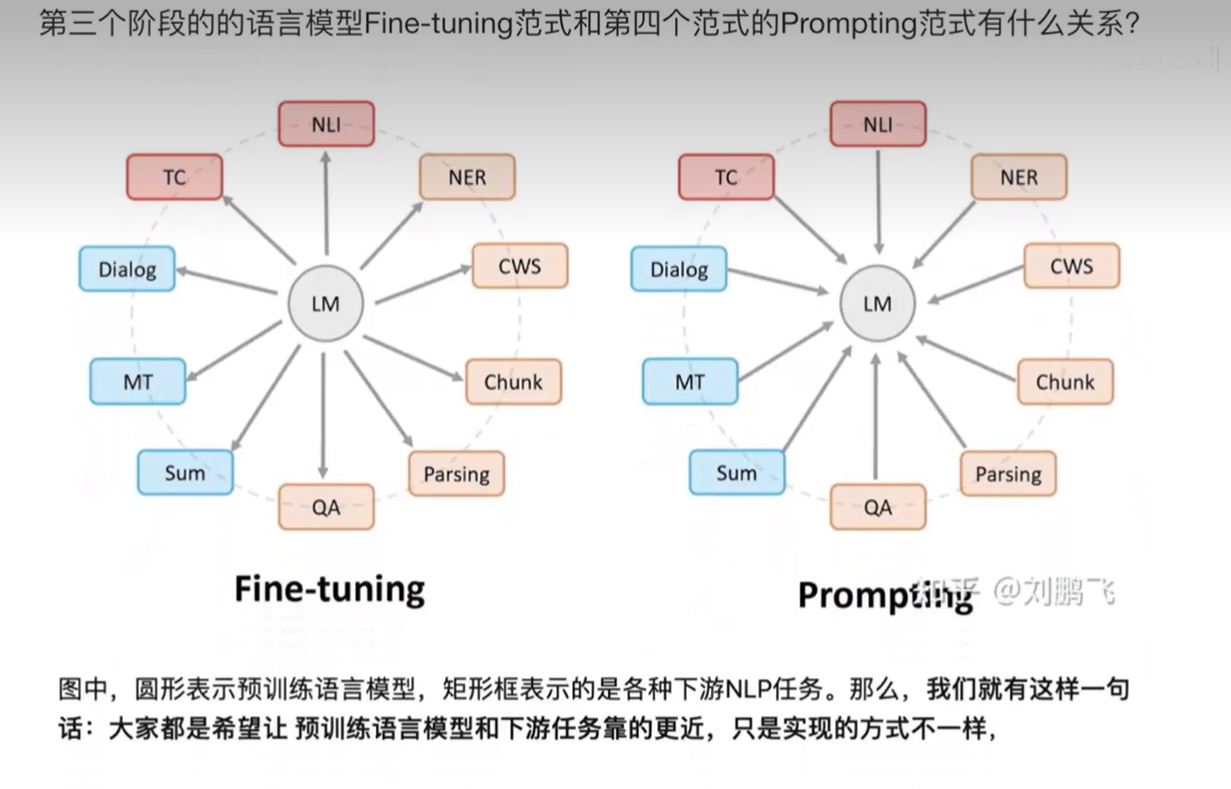 第三个阶段的的语言模型Fine-tuning范式和第四个范式的Prompting范式有什么关系?
NLI
TC
NER
Dialog
CWS
LM
MT
Chunk
Sum
Parsing
QA
Fine-tuning
NLI
TC
NER
Dialog
CWS
LM
MT
Chunk
Sum
Parsing
QA
Prompting
知乎 @刘鹏飞
图中，圆形表示预训练语言模型，矩形框表示的是各种下游NLP任务。那么，我们就有这样一句
话：大家都是希望让 预训练语言模型和下游任务靠的更近，只是实现的方式不一样，